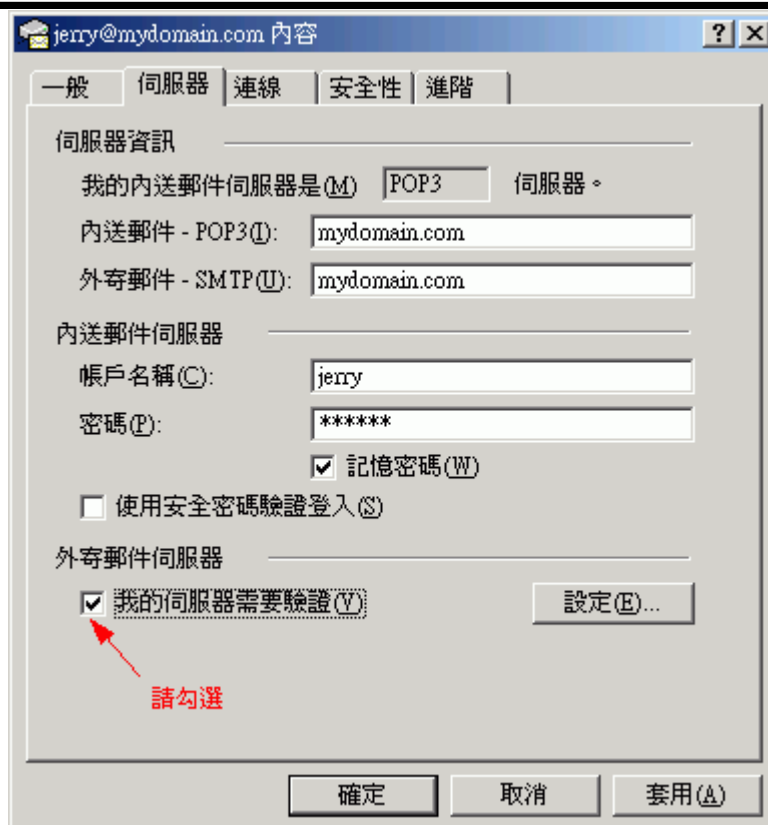 jerry@mydomain.com 內容
一般 伺服器 連線 安全性 進階
伺服器資訊
我的內送郵件伺服器是(M) POP3 伺服器。
內送郵件 - POP3(I): mydomain.com
外寄郵件 - SMTP(U): mydomain.com
內送郵件伺服器
帳戶名稱(C): jerry
密碼(P): ******
記憶密碼(W)
使用安全密碼驗證登入(S)
外寄郵件伺服器
我的伺服器需要驗證(V) 設定(E)...
請勾選
確定 取消 套用(A)